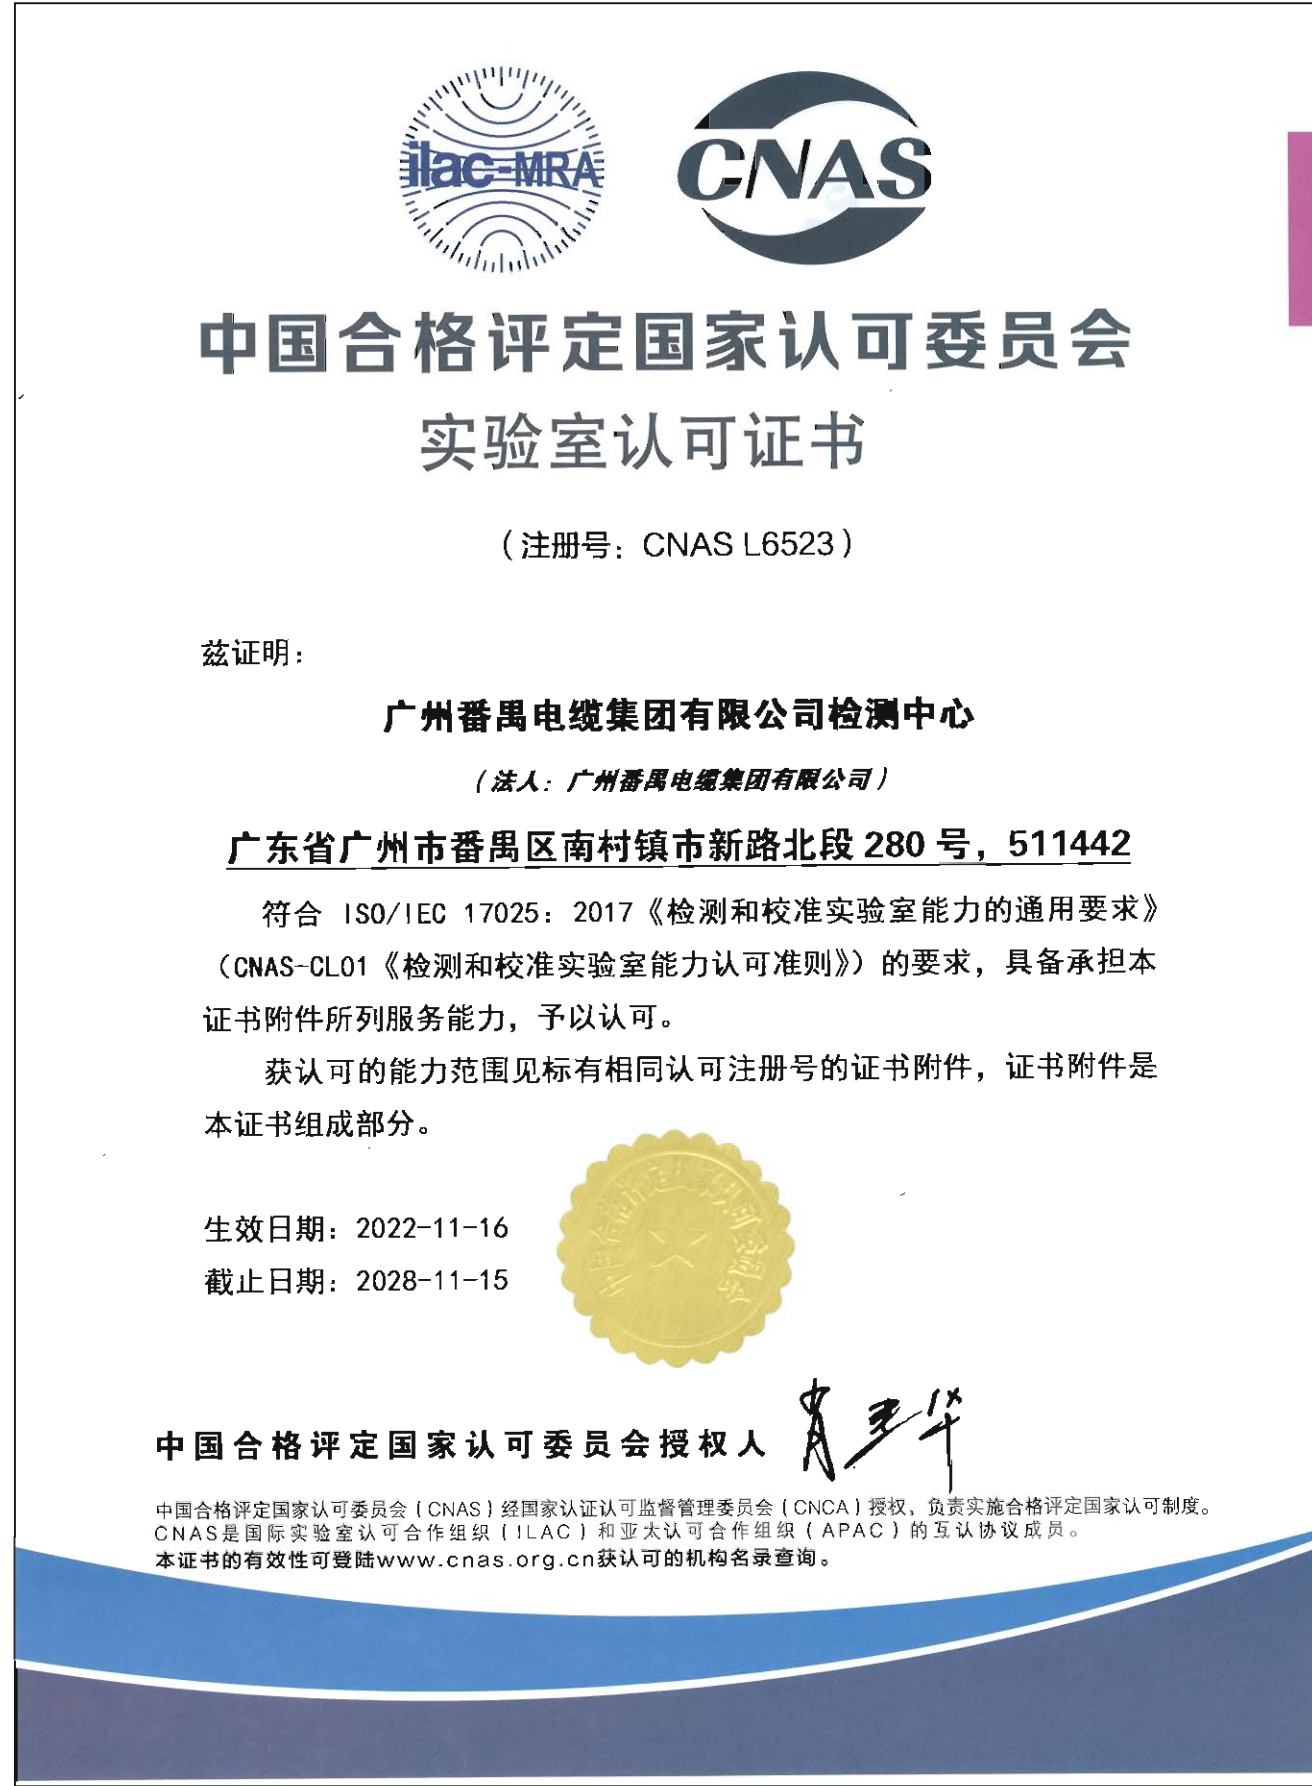 ilac-MRA
CNAS
中国合格评定国家认可委员会
实验室认可证书
（注册号：CNAS L6523）
兹证明：
广州番禺电缆集团有限公司检测中心
（法人：广州番禺电缆集团有限公司）
广东省广州市番禺区南村镇市新路北段 280 号，511442
符合 ISO/IEC 17025：2017《检测和校准实验室能力的通用要求》
（CNAS-CL01《检测和校准实验室能力认可准则》）的要求，具备承担本
证书附件所列服务能力，予以认可。
获认可的能力范围见标有相同认可注册号的证书附件，证书附件是
本证书组成部分。
中国合格评定国家认可委员会
生效日期：2022-11-16
截止日期：2028-11-15
中国合格评定国家认可委员会授权人
中国合格评定国家认可委员会（CNAS）经国家认证认可监督管理委员会（CNCA）授权，负责实施合格评定国家认可制度。
CNAS是国际实验室认可合作组织（ILAC）和亚太认可合作组织（APAC）的互认协议成员。
本证书的有效性可登陆www.cnas.org.cn获认可的机构名录查询。